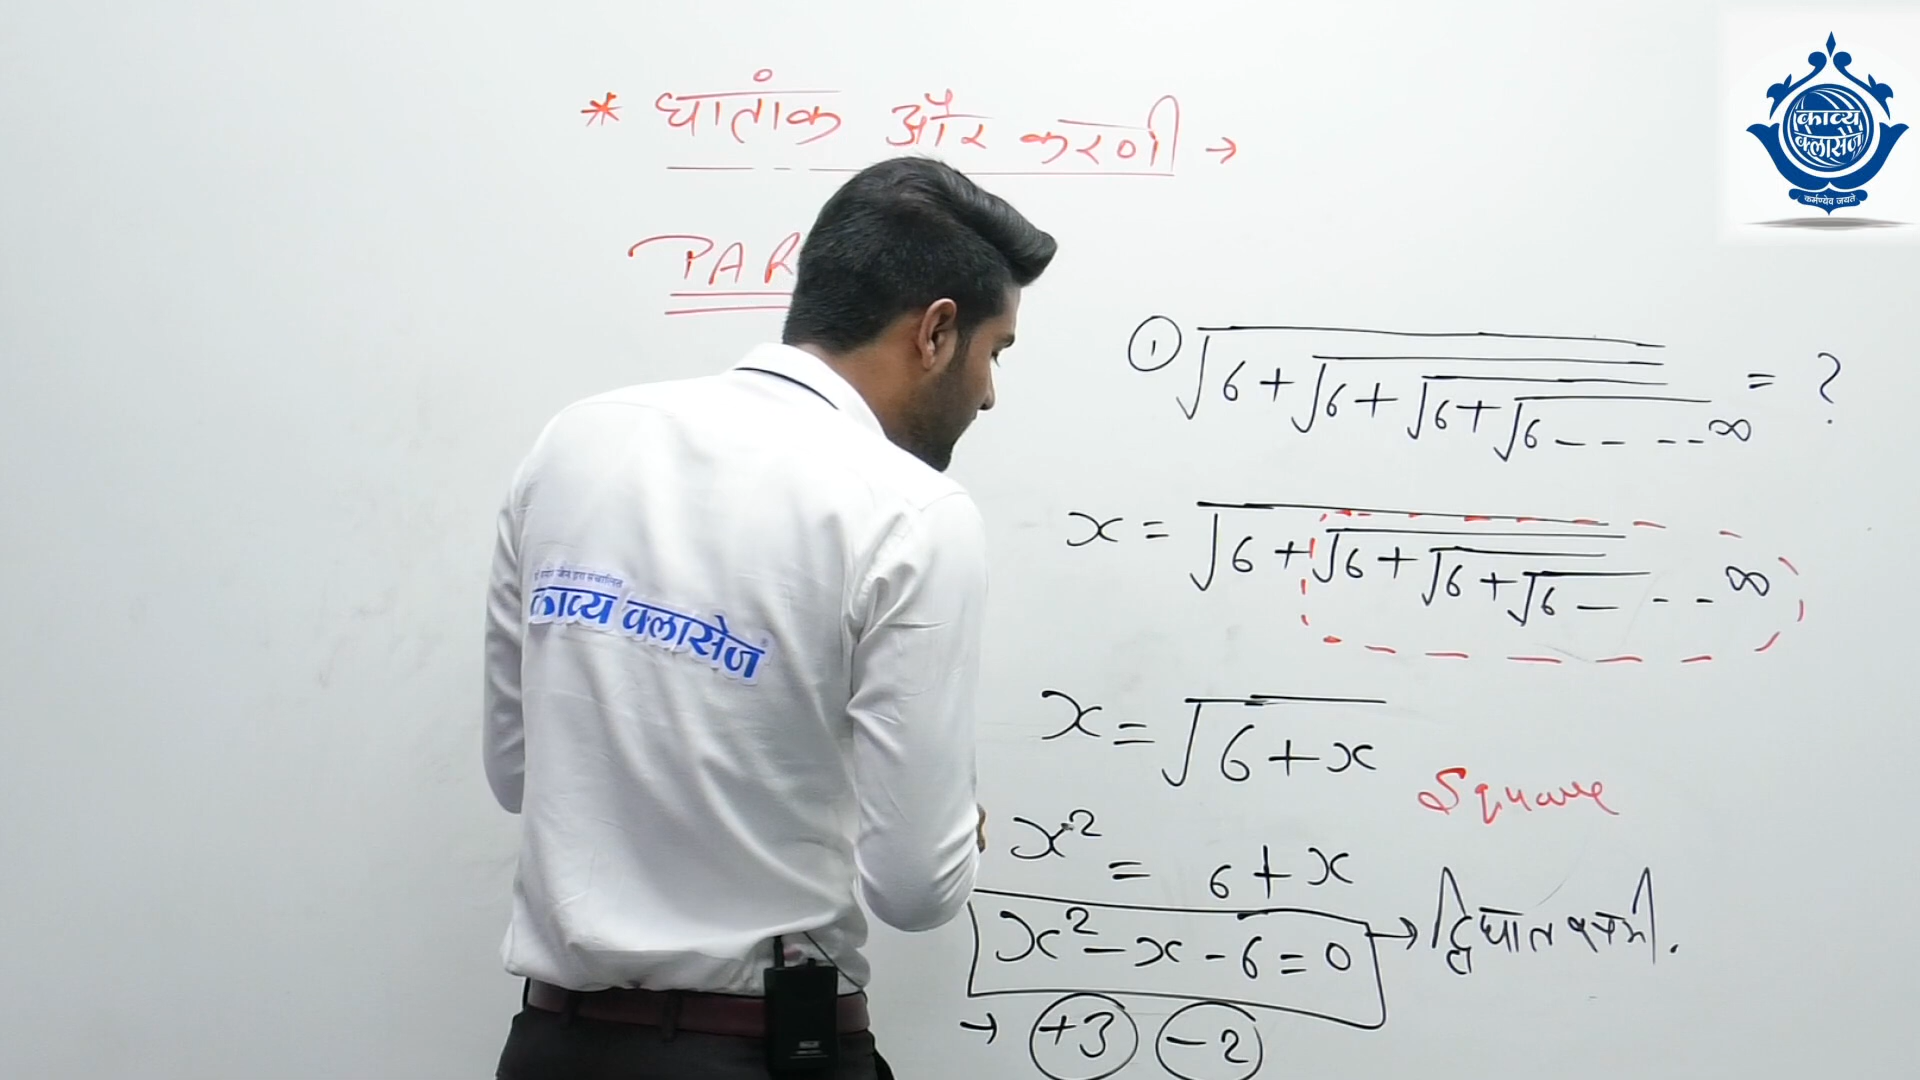 * घातांक और करणी →
PAR
① √6+√6+√6+√6- - - -∞ = ?
x = √6+√6+√6+√6- - -∞
x = √6+x
Square
x² = 6+x
x²-x-6=0 → द्विघात समी.
→ +3 -2
काव्य क्लासेज
काव्य
क्लासेज
कर्मण्येव जयते